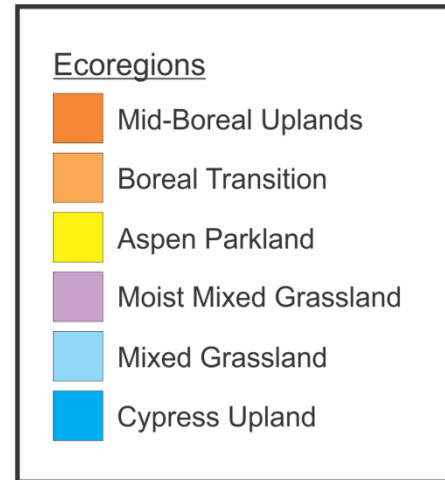 Ecoregions
Mid-Boreal Uplands
Boreal Transition
Aspen Parkland
Moist Mixed Grassland
Mixed Grassland
Cypress Upland